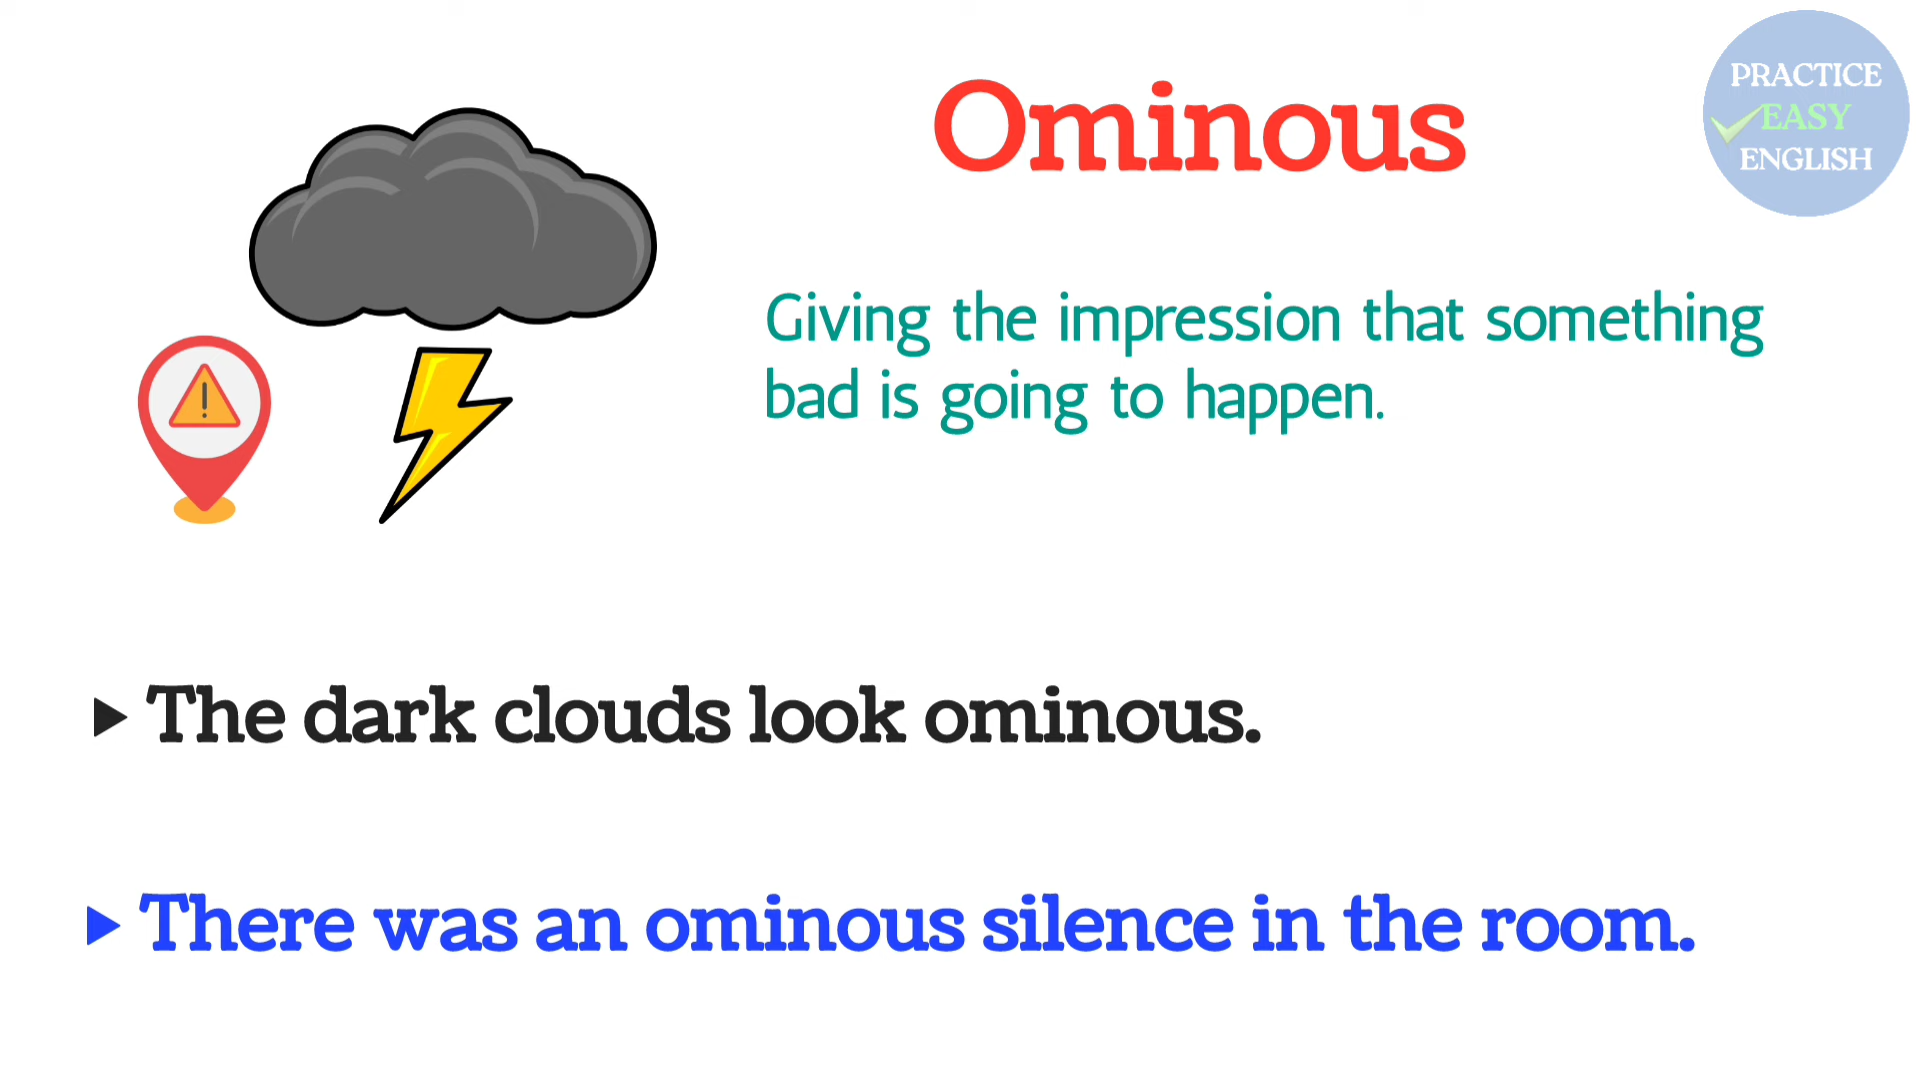 Ominous
PRACTICE
EASY
ENGLISH
Giving the impression that something
bad is going to happen.
The dark clouds look ominous.
There was an ominous silence in the room.